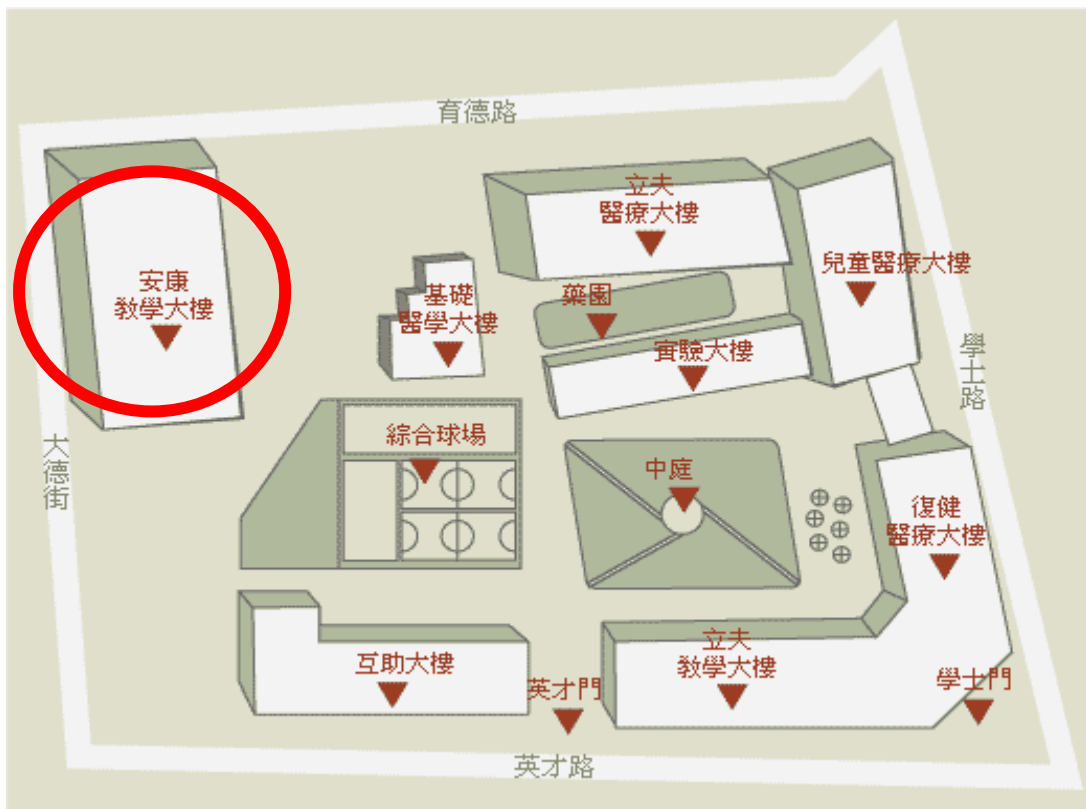 育德路
立夫
醫療大樓
兒童醫療大樓
安康
教學大樓
基礎
醫學大樓
藥園
實驗大樓
學士路
大德街
綜合球場
中庭
復健
醫療大樓
互助大樓
英才門
立夫
教學大樓
學士門
英才路